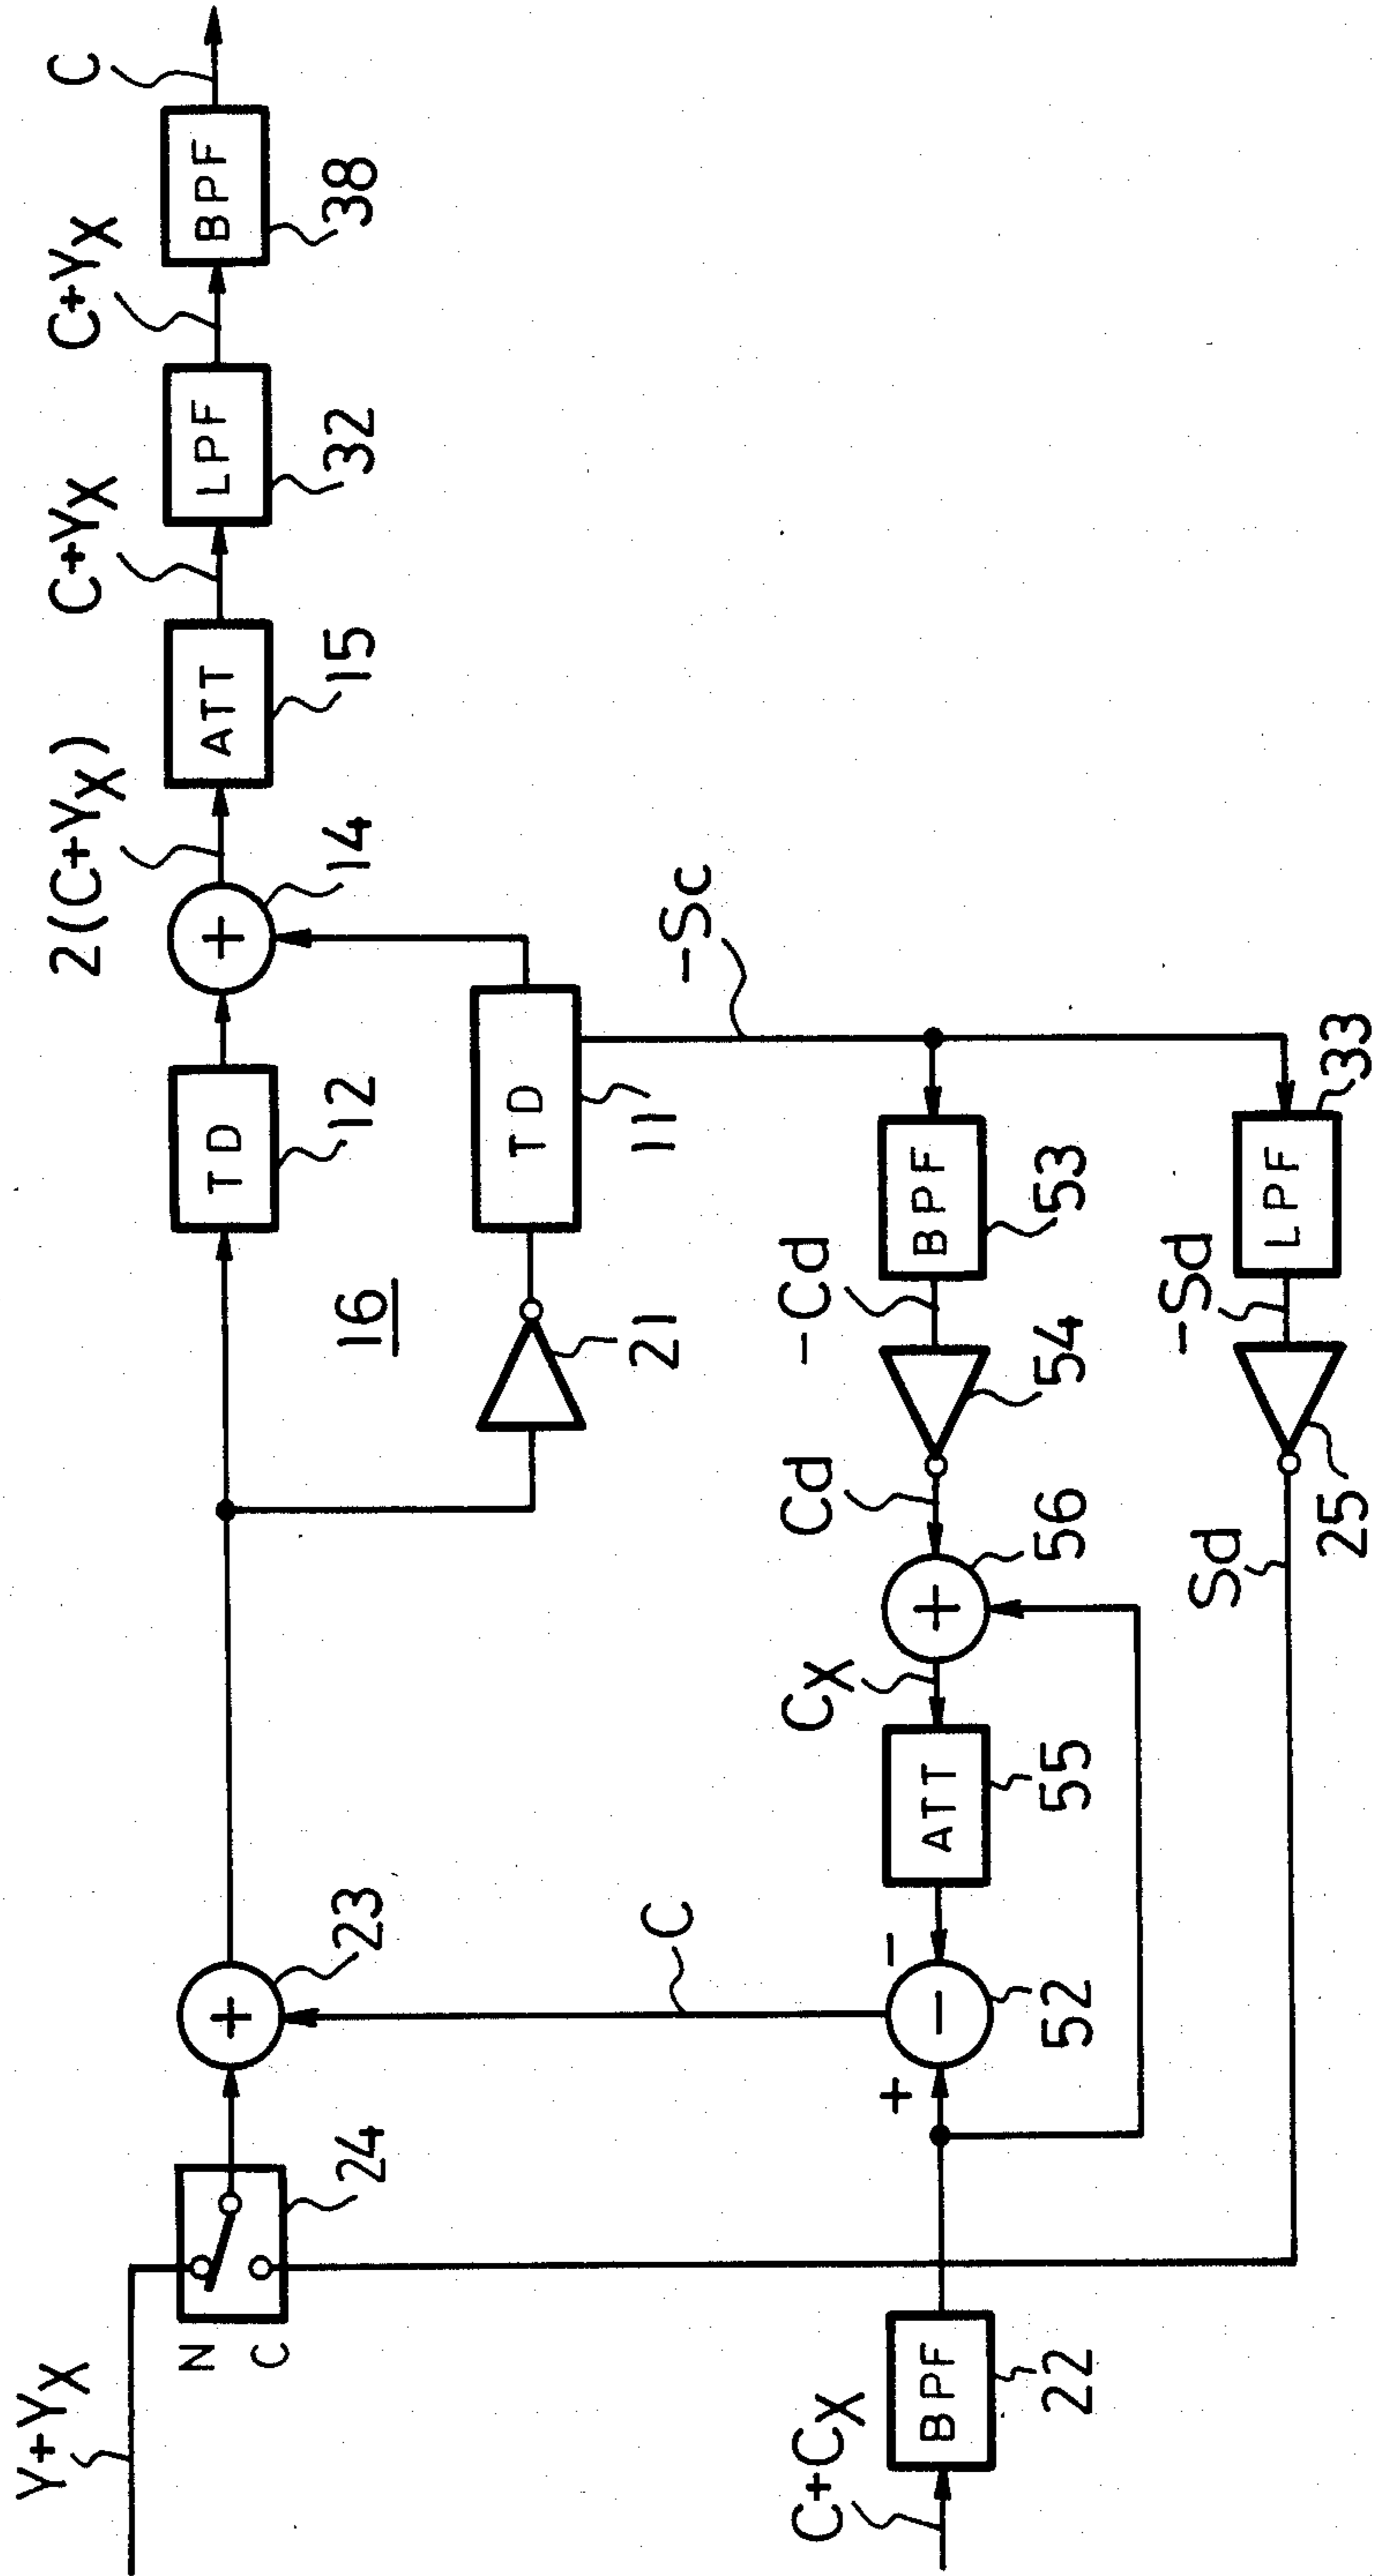 Y+YX
N
C
24
23
16
TD
12
2(C+YX)
14
ATT
15
C+YX
LPF
32
C+YX
BPF
38
C
21
TD
11
-Sc
C+CX
BPF
22
+
-
52
C
ATT
55
CX
56
Cd
54
-Cd
BPF
53
Sd
25
-Sd
LPF
33